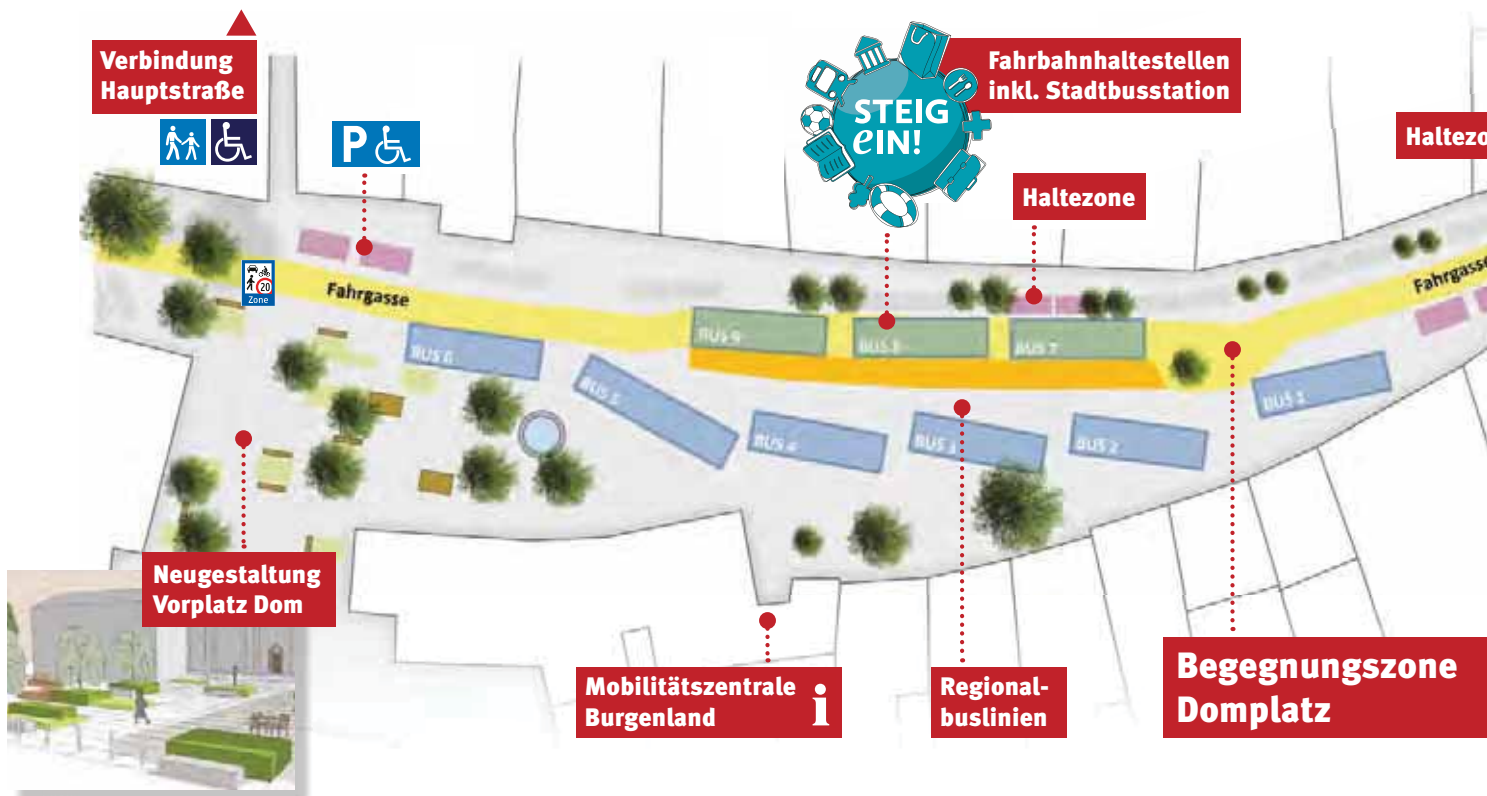 Verbindung
Hauptstraße
P
STEIG
eIN!
Fahrbahnhaltestellen
inkl. Stadtbusstation
Haltezo
Haltezone
20
Zone
Fahrgasse
Fahrgasse
BUS 9
BUS 8
BUS 7
BUS 6
BUS 5
BUS 4
BUS 3
BUS 2
BUS 1
Neugestaltung
Vorplatz Dom
Mobilitätszentrale
Burgenland
i
Regional-
buslinien
Begegnungszone
Domplatz